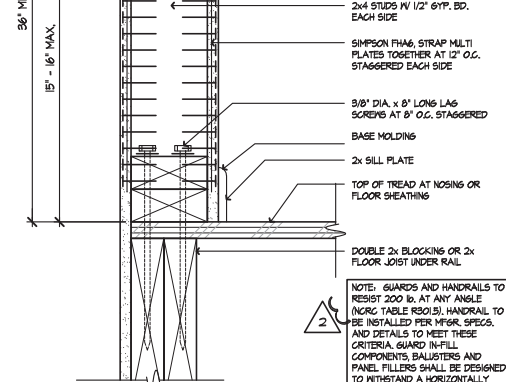 2x4 STUDS W/ 1/2" GYP. BD.
EACH SIDE
36" M
15" - 16" MAX.
SIMPSON FHA6, STRAP MULTI
PLATES TOGETHER AT 12" O.C.
STAGGERED EACH SIDE
3/8" DIA. x 8" LONG LAG
SCREWS AT 8" O.C. STAGGERED
BASE MOLDING
2x SILL PLATE
TOP OF TREAD AT NOSING OR
FLOOR SHEATHING
DOUBLE 2x BLOCKING OR 2x
FLOOR JOIST UNDER RAIL
2
NOTE: GUARDS AND HANDRAILS TO
RESIST 200 lb. AT ANY ANGLE
(NCRC TABLE R301.5). HANDRAIL TO
BE INSTALLED PER MFGR. SPECS.
AND DETAILS TO MEET THESE
CRITERIA. GUARD IN-FILL
COMPONENTS, BALUSTERS AND
PANEL FILLERS SHALL BE DESIGNED
TO WITHSTAND A HORIZONTALLY